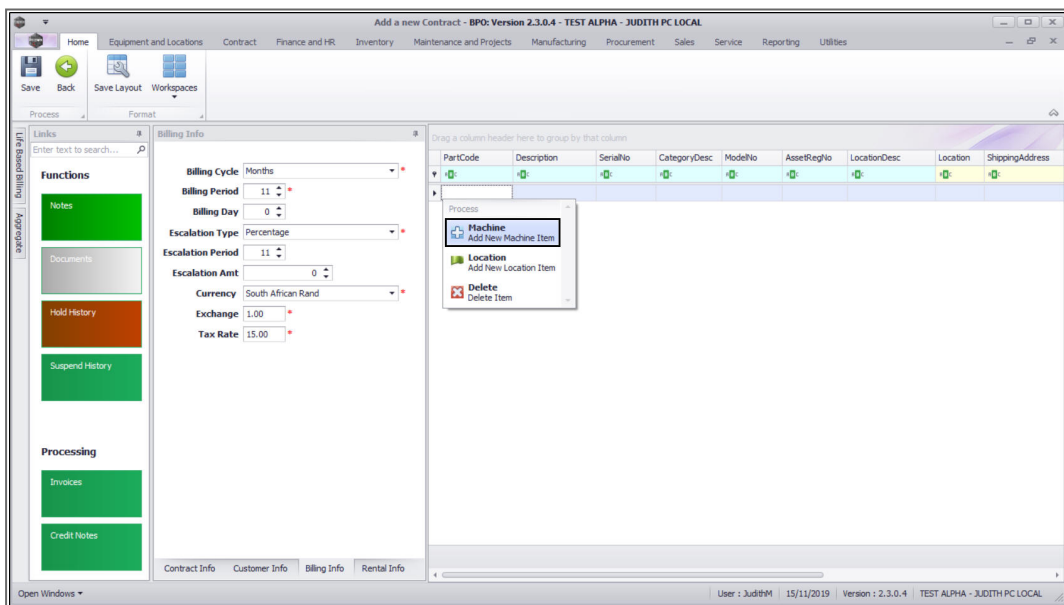 Add a new Contract - BPO: Version 2.3.0.4 - TEST ALPHA - JUDITH PC LOCAL
Home Equipment and Locations Contract Finance and HR Inventory Maintenance and Projects Manufacturing Procurement Sales Service Reporting Utilities
Save Back Save Layout Workspaces
Process Format
Life Based Billing
Aggregate
Links
Enter text to search...
Functions
Notes
Documents
Hold History
Suspend History
Processing
Invoices
Credit Notes
Billing Info
Billing Cycle Months *
Billing Period 11 *
Billing Day 0
Escalation Type Percentage *
Escalation Period 11
Escalation Amt 0
Currency South African Rand *
Exchange 1.00 *
Tax Rate 15.00 *
Contract Info Customer Info Billing Info Rental Info
Drag a column header here to group by that column
PartCode Description SerialNo CategoryDesc ModelNo AssetRegNo LocationDesc Location ShippingAddress
Process
Machine
Add New Machine Item
Location
Add New Location Item
Delete
Delete Item
Open Windows User : JudithM 15/11/2019 Version : 2.3.0.4 TEST ALPHA - JUDITH PC LOCAL